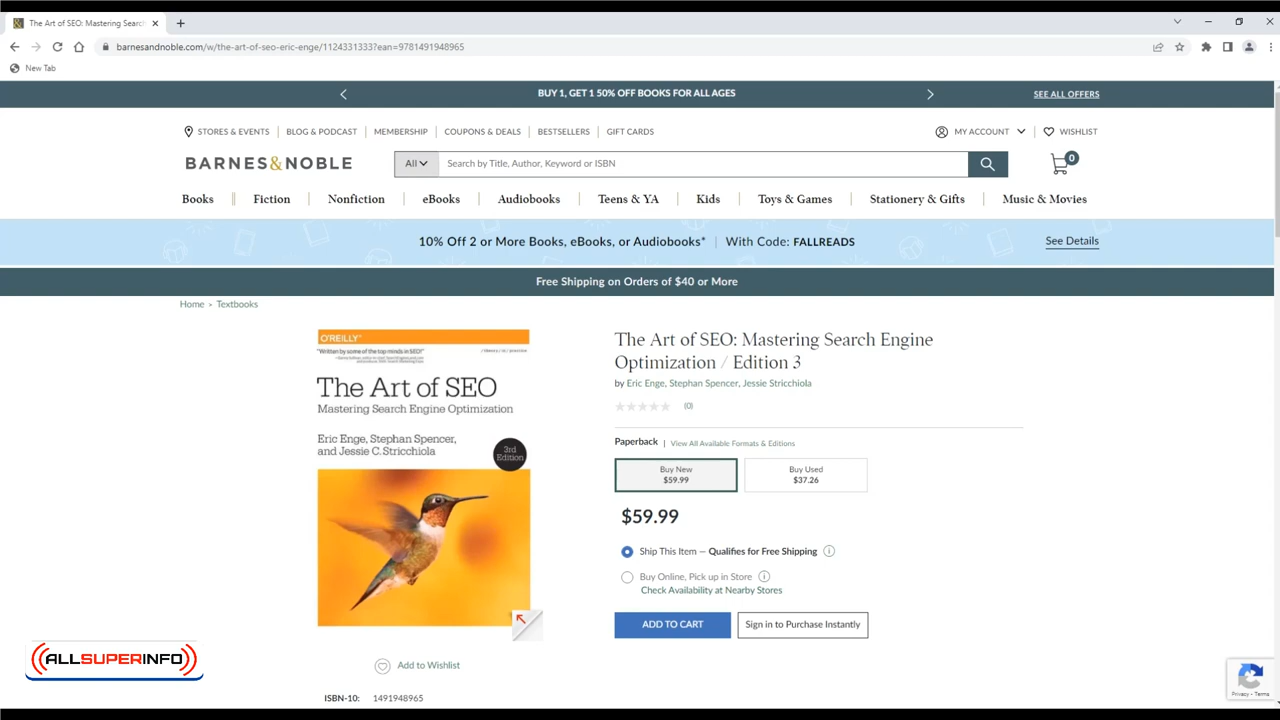 The Art of SEO: Mastering Searc
barnesandnoble.com/w/the-art-of-seo-eric-enge/1124331333?ean=9781491948965
New Tab
BUY 1, GET 1 50% OFF BOOKS FOR ALL AGES
SEE ALL OFFERS
STORES & EVENTS BLOG & PODCAST MEMBERSHIP COUPONS & DEALS BESTSELLERS GIFT CARDS MY ACCOUNT WISHLIST
BARNES & NOBLE All Search by Title, Author, Keyword or ISBN 0
Books Fiction Nonfiction eBooks Audiobooks Teens & YA Kids Toys & Games Stationery & Gifts Music & Movies
10% Off 2 or More Books, eBooks, or Audiobooks* | With Code: FALLREADS See Details
Free Shipping on Orders of $40 or More
Home > Textbooks
O'REILLY
"Written by some of the top minds in SEO!"
/ theory / in / practice
The Art of SEO
Mastering Search Engine Optimization
Eric Enge, Stephan Spencer,
and Jessie C. Stricchiola
3rd
Edition
Add to Wishlist
ISBN-10: 1491948965
The Art of SEO: Mastering Search Engine
Optimization / Edition 3
by Eric Enge, Stephan Spencer, Jessie Stricchiola
(0)
Paperback | View All Available Formats & Editions
Buy New
$59.99
Buy Used
$37.26
$59.99
Ship This Item — Qualifies for Free Shipping
Buy Online, Pick up in Store
Check Availability at Nearby Stores
ADD TO CART
Sign in to Purchase Instantly
ALLSUPERINFO
Privacy - Terms